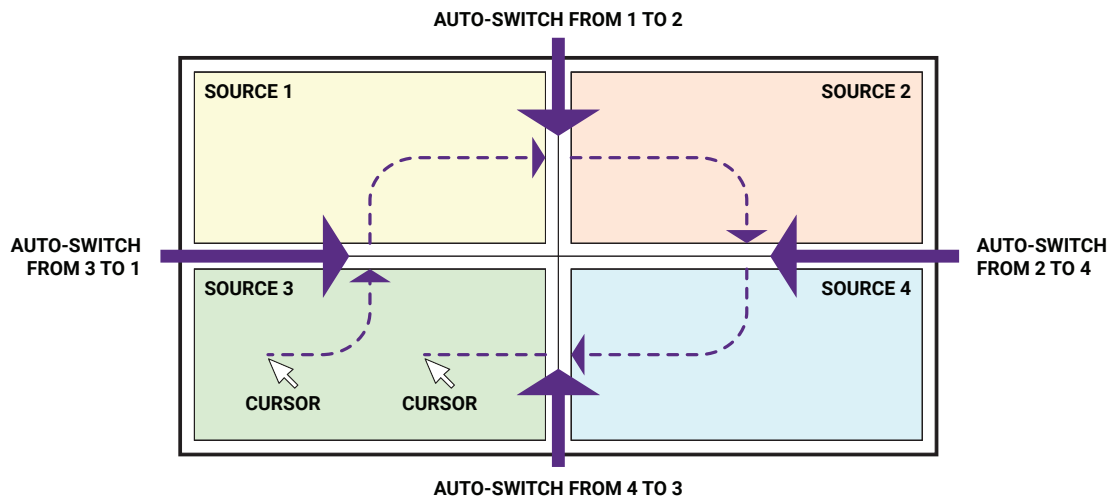 AUTO-SWITCH FROM 1 TO 2
SOURCE 1
SOURCE 2
AUTO-SWITCH
FROM 3 TO 1
AUTO-SWITCH
FROM 2 TO 4
SOURCE 3
SOURCE 4
CURSOR
CURSOR
AUTO-SWITCH FROM 4 TO 3